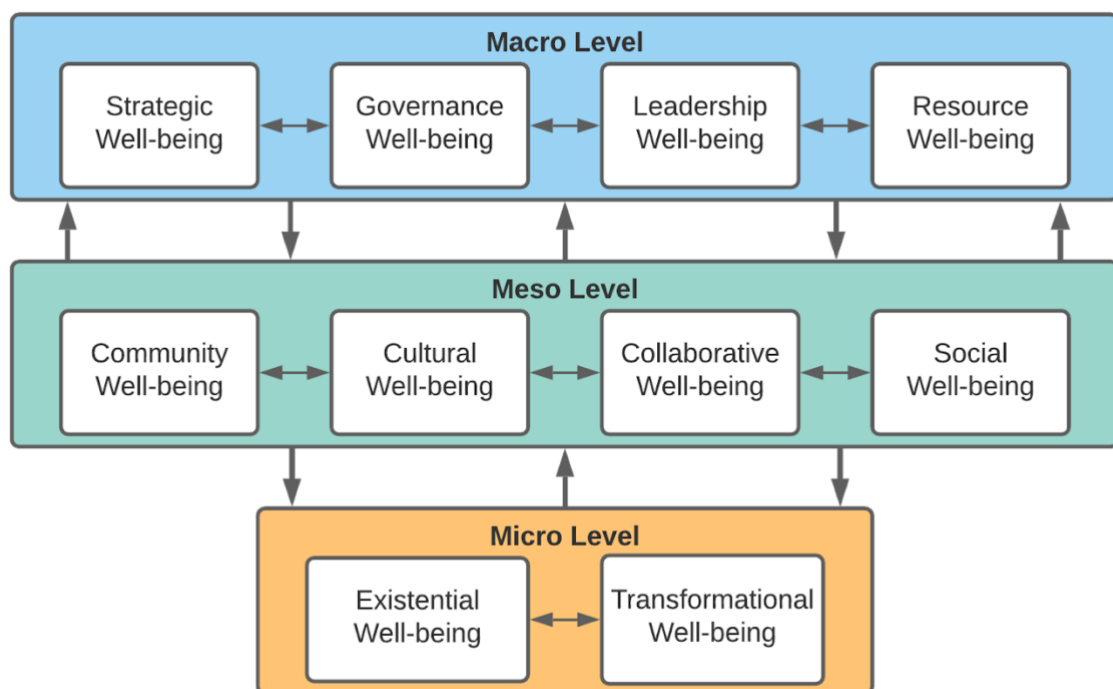 Macro Level
Strategic
Well-being
Governance
Well-being
Leadership
Well-being
Resource
Well-being
Meso Level
Community
Well-being
Cultural
Well-being
Collaborative
Well-being
Social
Well-being
Micro Level
Existential
Well-being
Transformational
Well-being